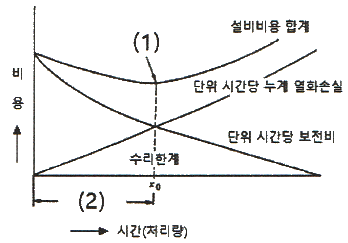 (1)
설비비용 합계
비
용
단위 시간당 누계 열화손실
단위 시간당 보전비
수리한계
x₀
(2)
시간(처리량)